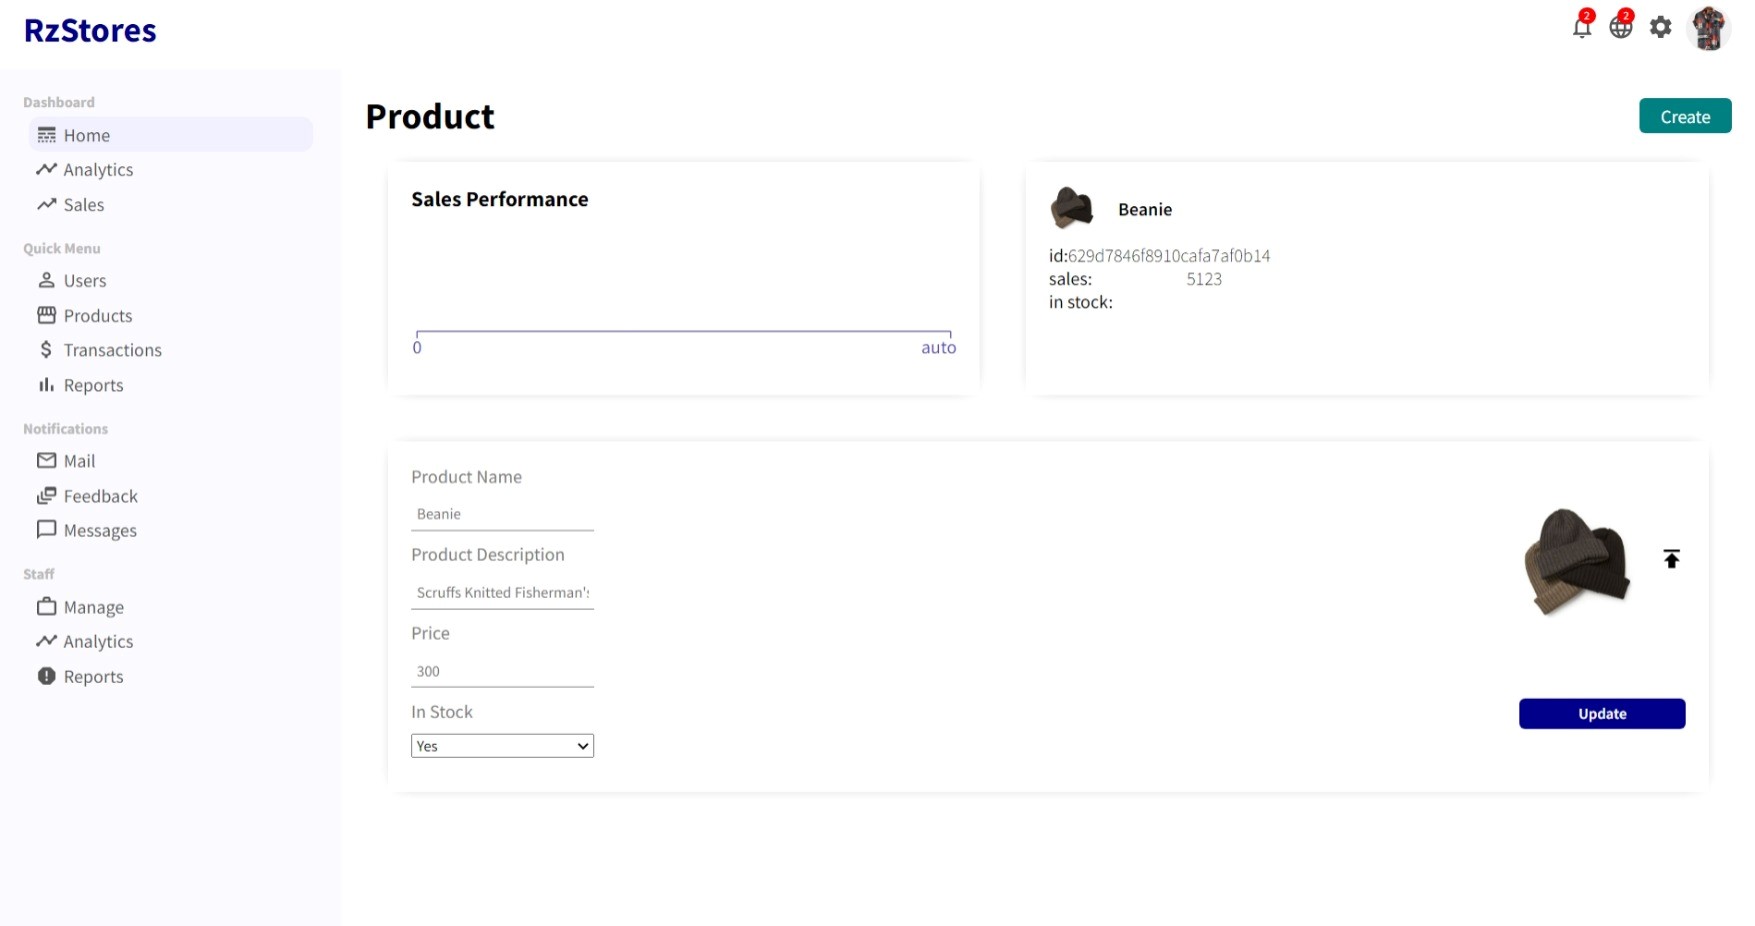 RzStores
2
2
Dashboard
Home
Analytics
Sales
Quick Menu
Users
Products
Transactions
Reports
Notifications
Mail
Feedback
Messages
Staff
Manage
Analytics
Reports
Product
Create
Sales Performance
0 auto
Beanie
id:629d7846f8910cafa7af0b14
sales: 5123
in stock:
Product Name
Beanie
Product Description
Scruffs Knitted Fisherman's
Price
300
In Stock
Yes
Update